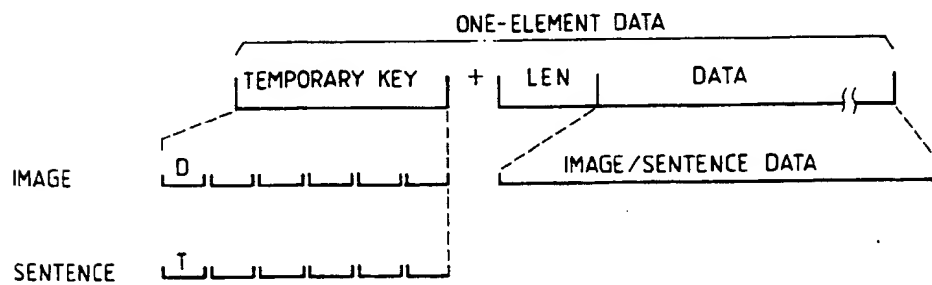 ONE-ELEMENT DATA
TEMPORARY KEY + LEN DATA
IMAGE D IMAGE/SENTENCE DATA
SENTENCE T